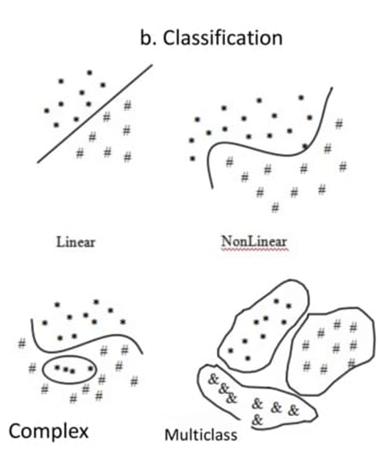 b. Classification
Linear
NonLinear
Complex
Multiclass